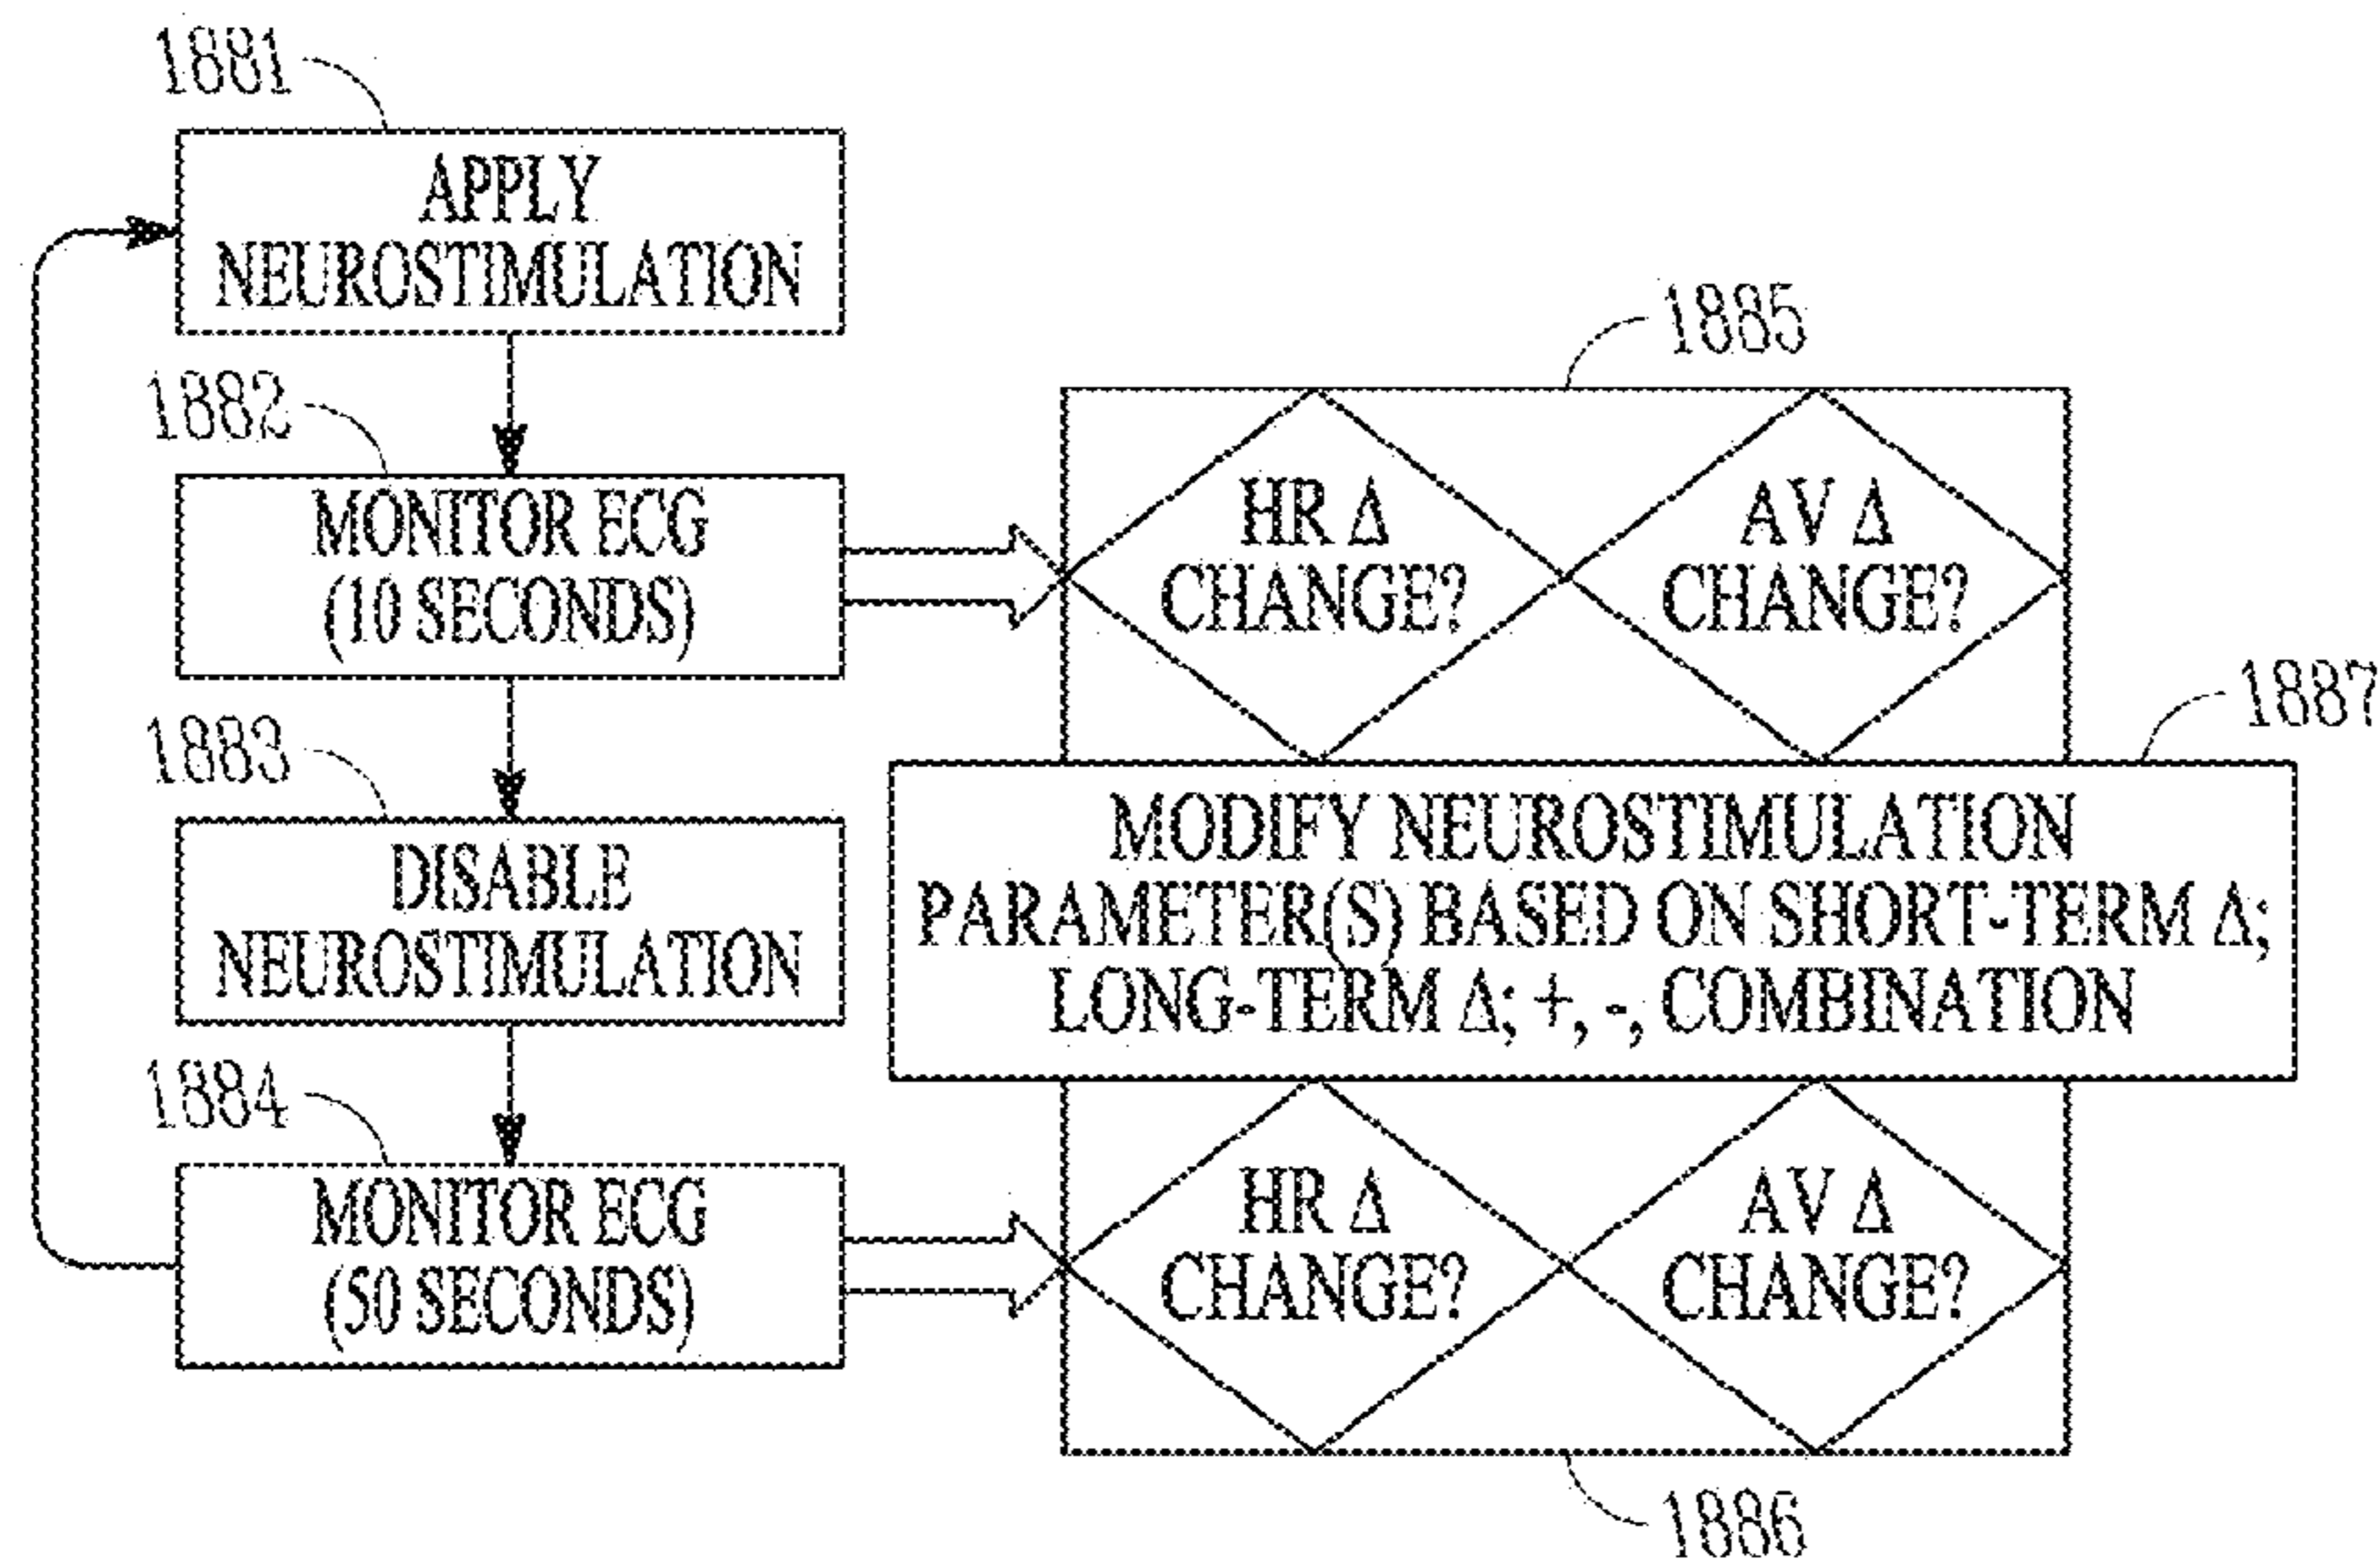 1881
APPLY
NEUROSTIMULATION
1882
MONITOR ECG
(10 SECONDS)
1883
DISABLE
NEUROSTIMULATION
1884
MONITOR ECG
(50 SECONDS)
1885
HR Δ
CHANGE?
AV Δ
CHANGE?
1887
MODIFY NEUROSTIMULATION
PARAMETER(S) BASED ON SHORT-TERM Δ;
LONG-TERM Δ; +, -, COMBINATION
HR Δ
CHANGE?
AV Δ
CHANGE?
1886